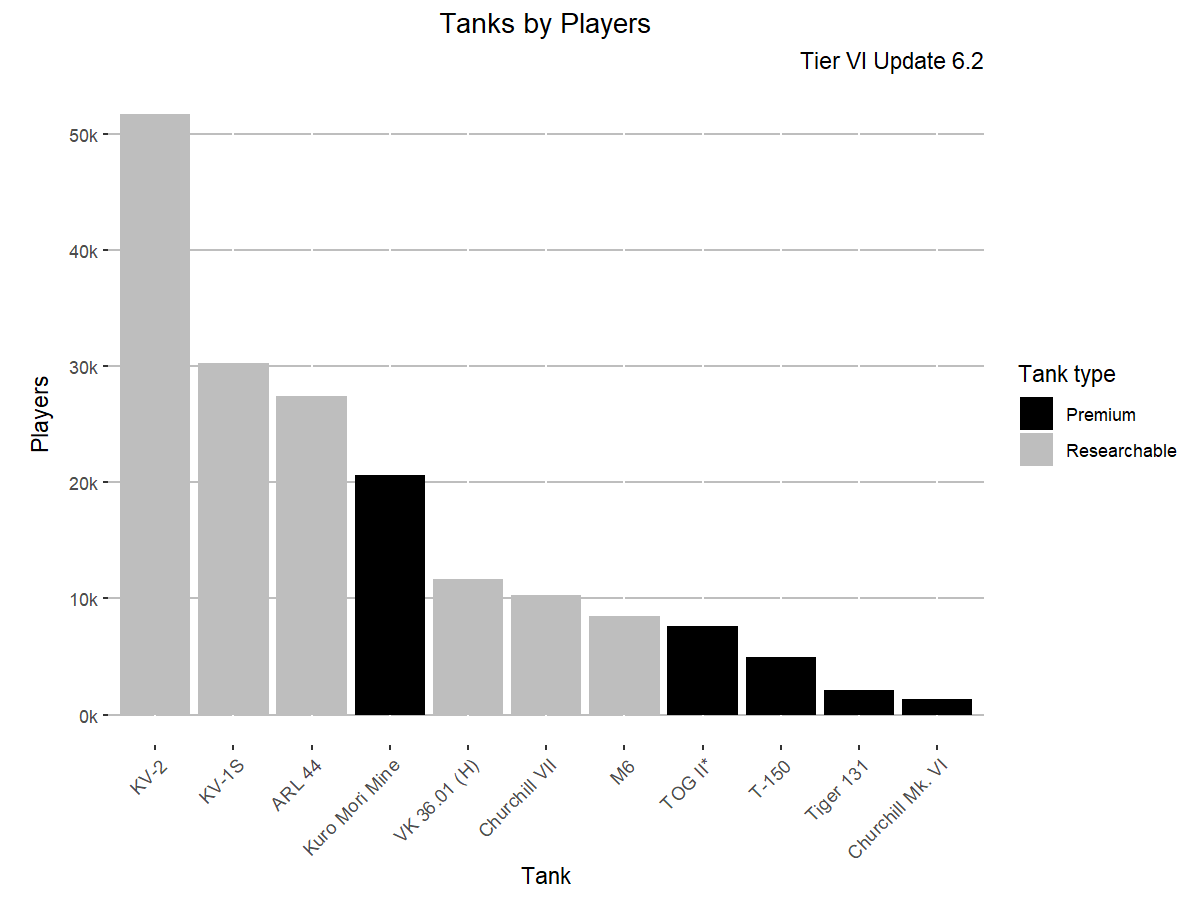 Tanks by Players
Tier VI Update 6.2
50k
40k
30k
20k
10k
0k
Players
KV-2
KV-1S
ARL 44
Kuro Mori Mine
VK 36.01 (H)
Churchill VII
M6
TOG II*
T-150
Tiger 131
Churchill Mk. VI
Tank
Tank type
Premium
Researchable